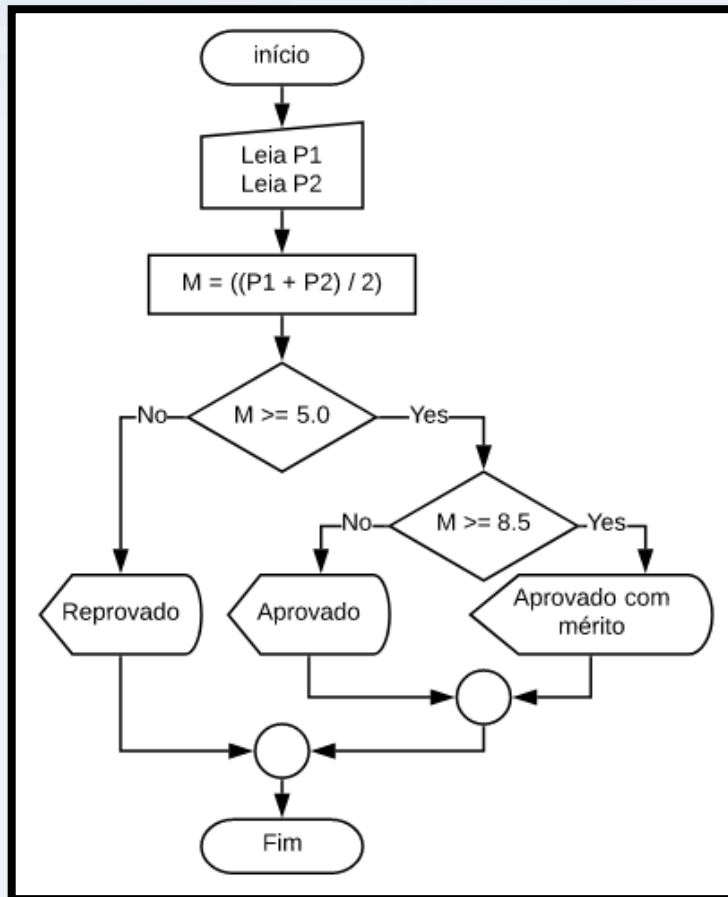 início
Leia P1
Leia P2
M = ((P1 + P2) / 2)
M >= 5.0
No
Yes
M >= 8.5
No
Yes
Reprovado
Aprovado
Aprovado com
mérito
Fim